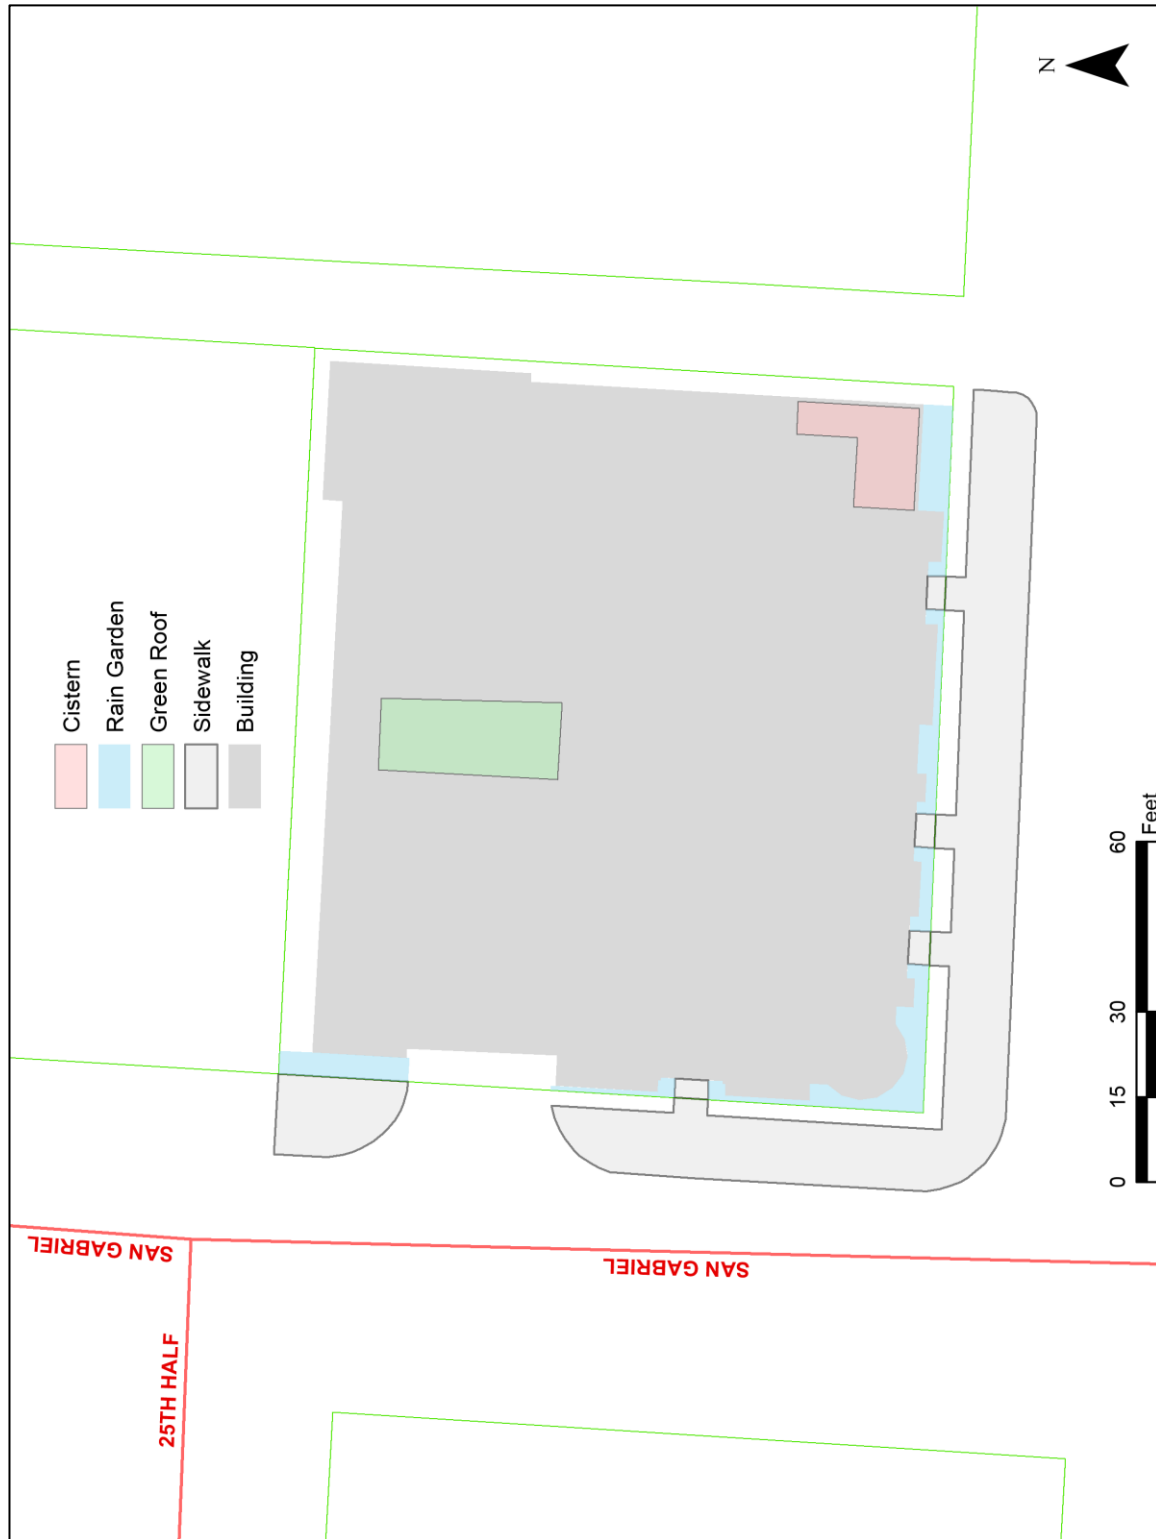 N
Cistern
Rain Garden
Green Roof
Sidewalk
Building
SAN GABRIEL
SAN GABRIEL
25TH HALF
0 15 30 60
Feet